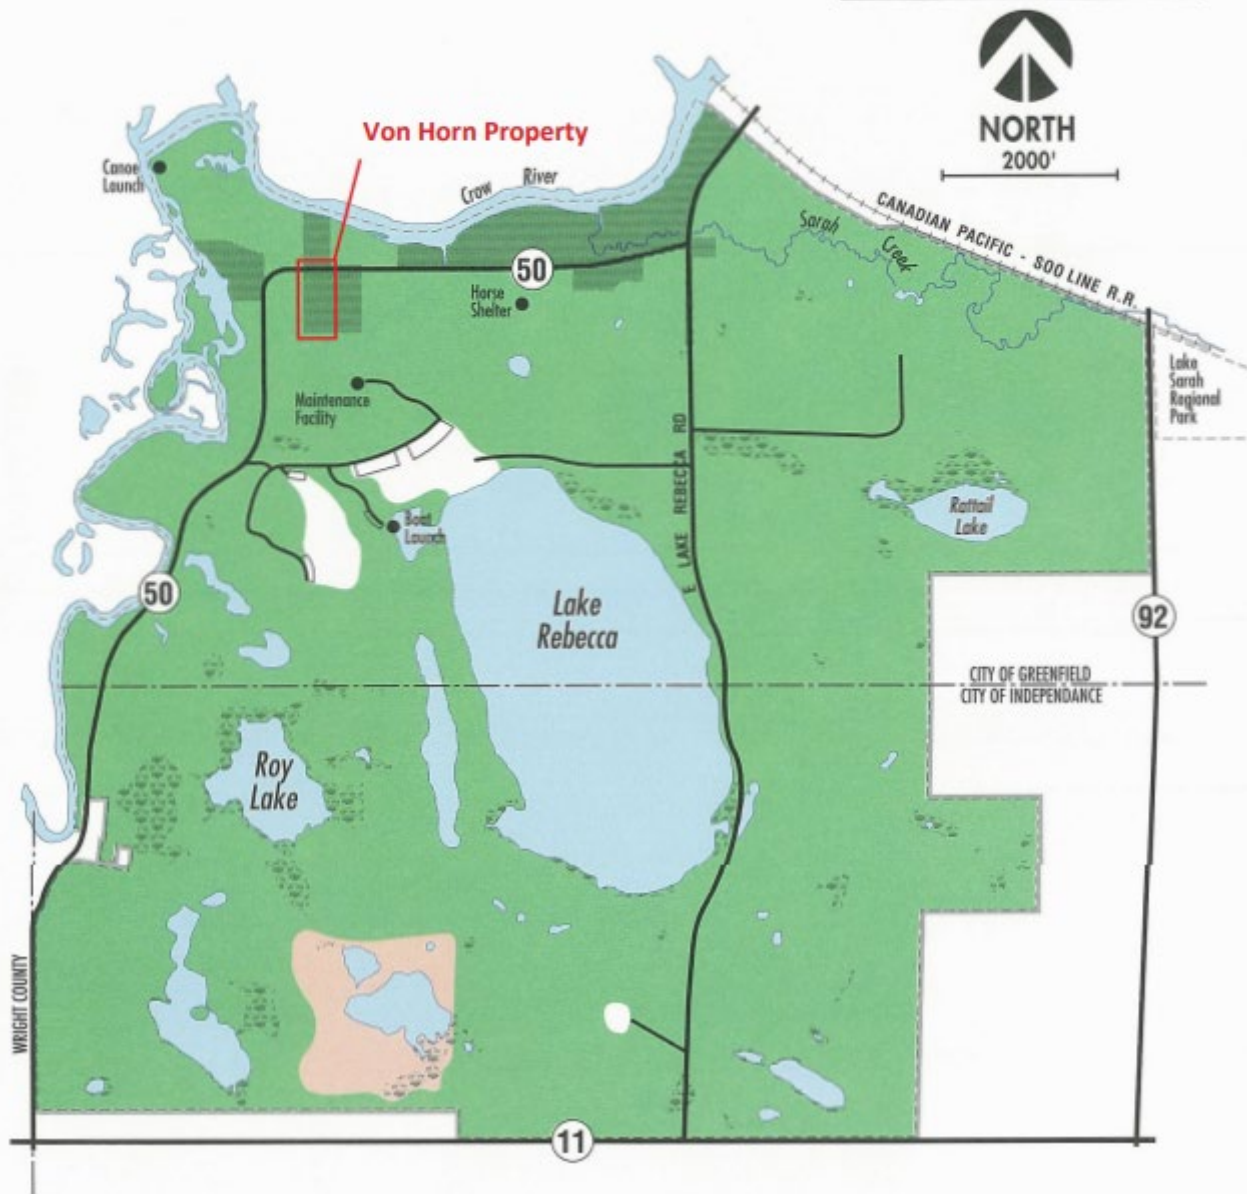 NORTH
2000'
Von Horn Property
Canoe
Launch
Crow River
Sarah
Creek
CANADIAN PACIFIC - SOO LINE R.R.
50
Horse
Shelter
Lake
Sarah
Regional
Park
Maintenance
Facility
E LAKE REBECCA RD
Rattail
Lake
Boat
Launch
50
Lake
Rebecca
92
CITY OF GREENFIELD
CITY OF INDEPENDANCE
Roy
Lake
WRIGHT COUNTY
11